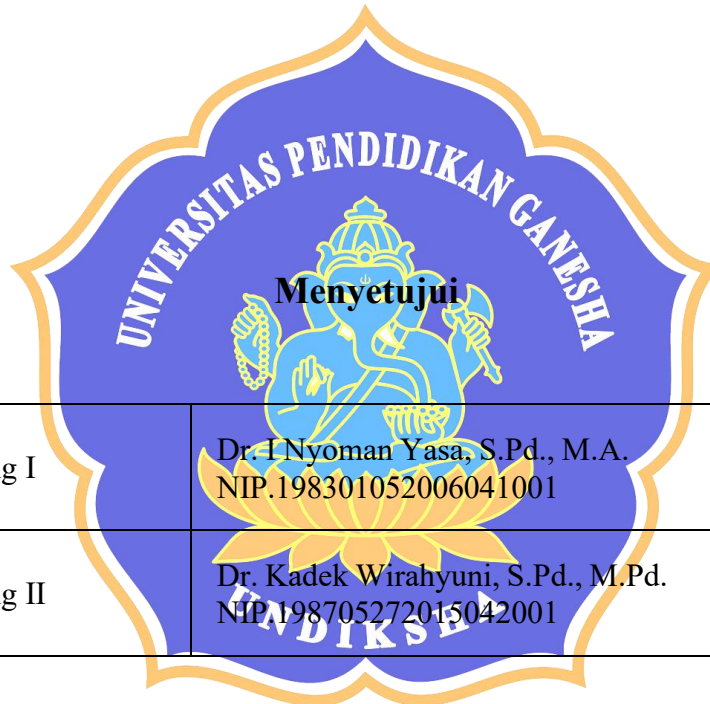 UNIVERSITAS PENDIDIKAN GANESHA
Menyetujui
g I
Dr. I Nyoman Yasa, S.Pd., M.A.
NIP.198301052006041001
g II
Dr. Kadek Wirahyuni, S.Pd., M.Pd.
NIP.198705272015042001
UNDIKSHA